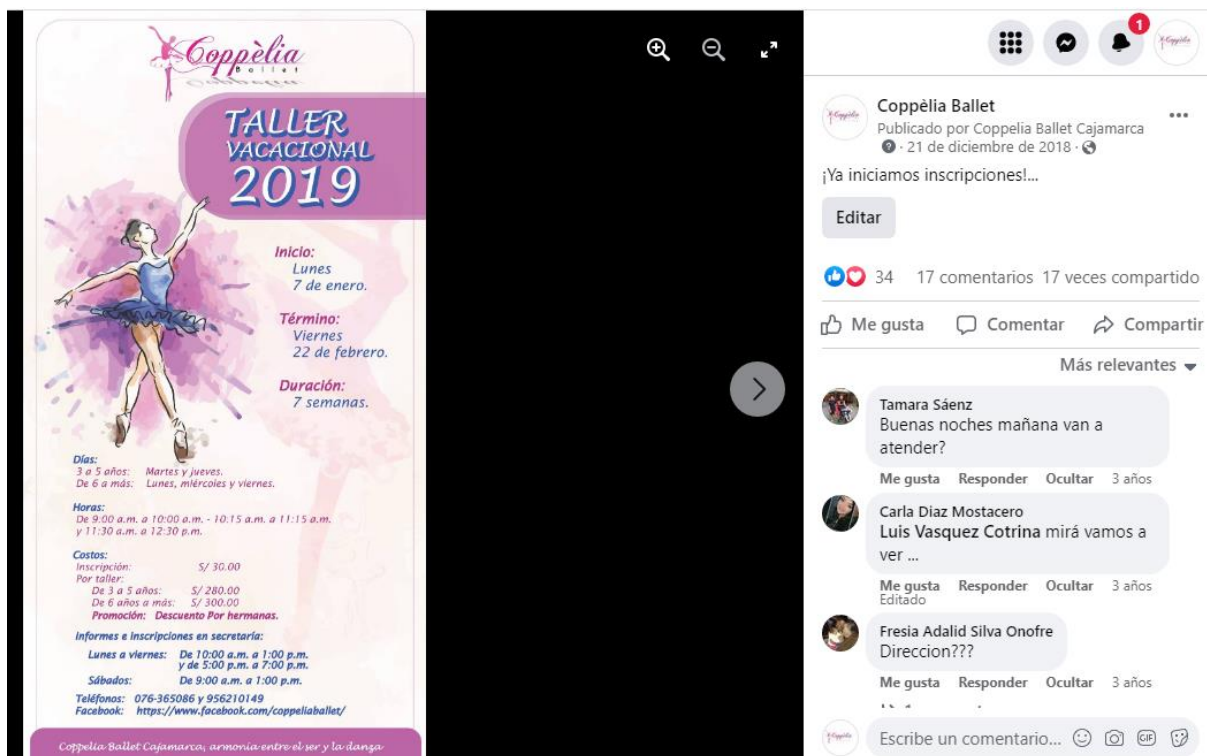 Coppèlia
Ballet
TALLER
VACACIONAL
2019
Inicio:
Lunes
7 de enero.
Término:
Viernes
22 de febrero.
Duración:
7 semanas.
Días:
3 a 5 años: Martes y jueves.
De 6 a más: Lunes, miércoles y viernes.
Horas:
De 9:00 a.m. a 10:00 a.m. - 10:15 a.m. a 11:15 a.m.
y 11:30 a.m. a 12:30 p.m.
Costos:
Inscripción: S/ 30.00
Por taller:
De 3 a 5 años: S/ 280.00
De 6 años a más: S/ 300.00
Promoción: Descuento Por hermanas.
Informes e inscripciones en secretaría:
Lunes a viernes: De 10:00 a.m. a 1:00 p.m.
y de 5:00 p.m. a 7:00 p.m.
Sábados: De 9:00 a.m. a 1:00 p.m.
Teléfonos: 076-365086 y 956210149
Facebook: https://www.facebook.com/coppeliaballet/
Coppelia Ballet Cajamarca, armonía entre el ser y la danza
1
Coppèlia Ballet
Publicado por Coppelia Ballet Cajamarca
· 21 de diciembre de 2018 ·
¡Ya iniciamos inscripciones!...
Editar
34 17 comentarios 17 veces compartido
Me gusta Comentar Compartir
Más relevantes
Tamara Sáenz
Buenas noches mañana van a
atender?
Me gusta Responder Ocultar 3 años
Carla Diaz Mostacero
Luis Vasquez Cotrina mirá vamos a
ver ...
Me gusta Responder Ocultar 3 años
Editado
Fresia Adalid Silva Onofre
Direccion???
Me gusta Responder Ocultar 3 años
Escribe un comentario... GIF